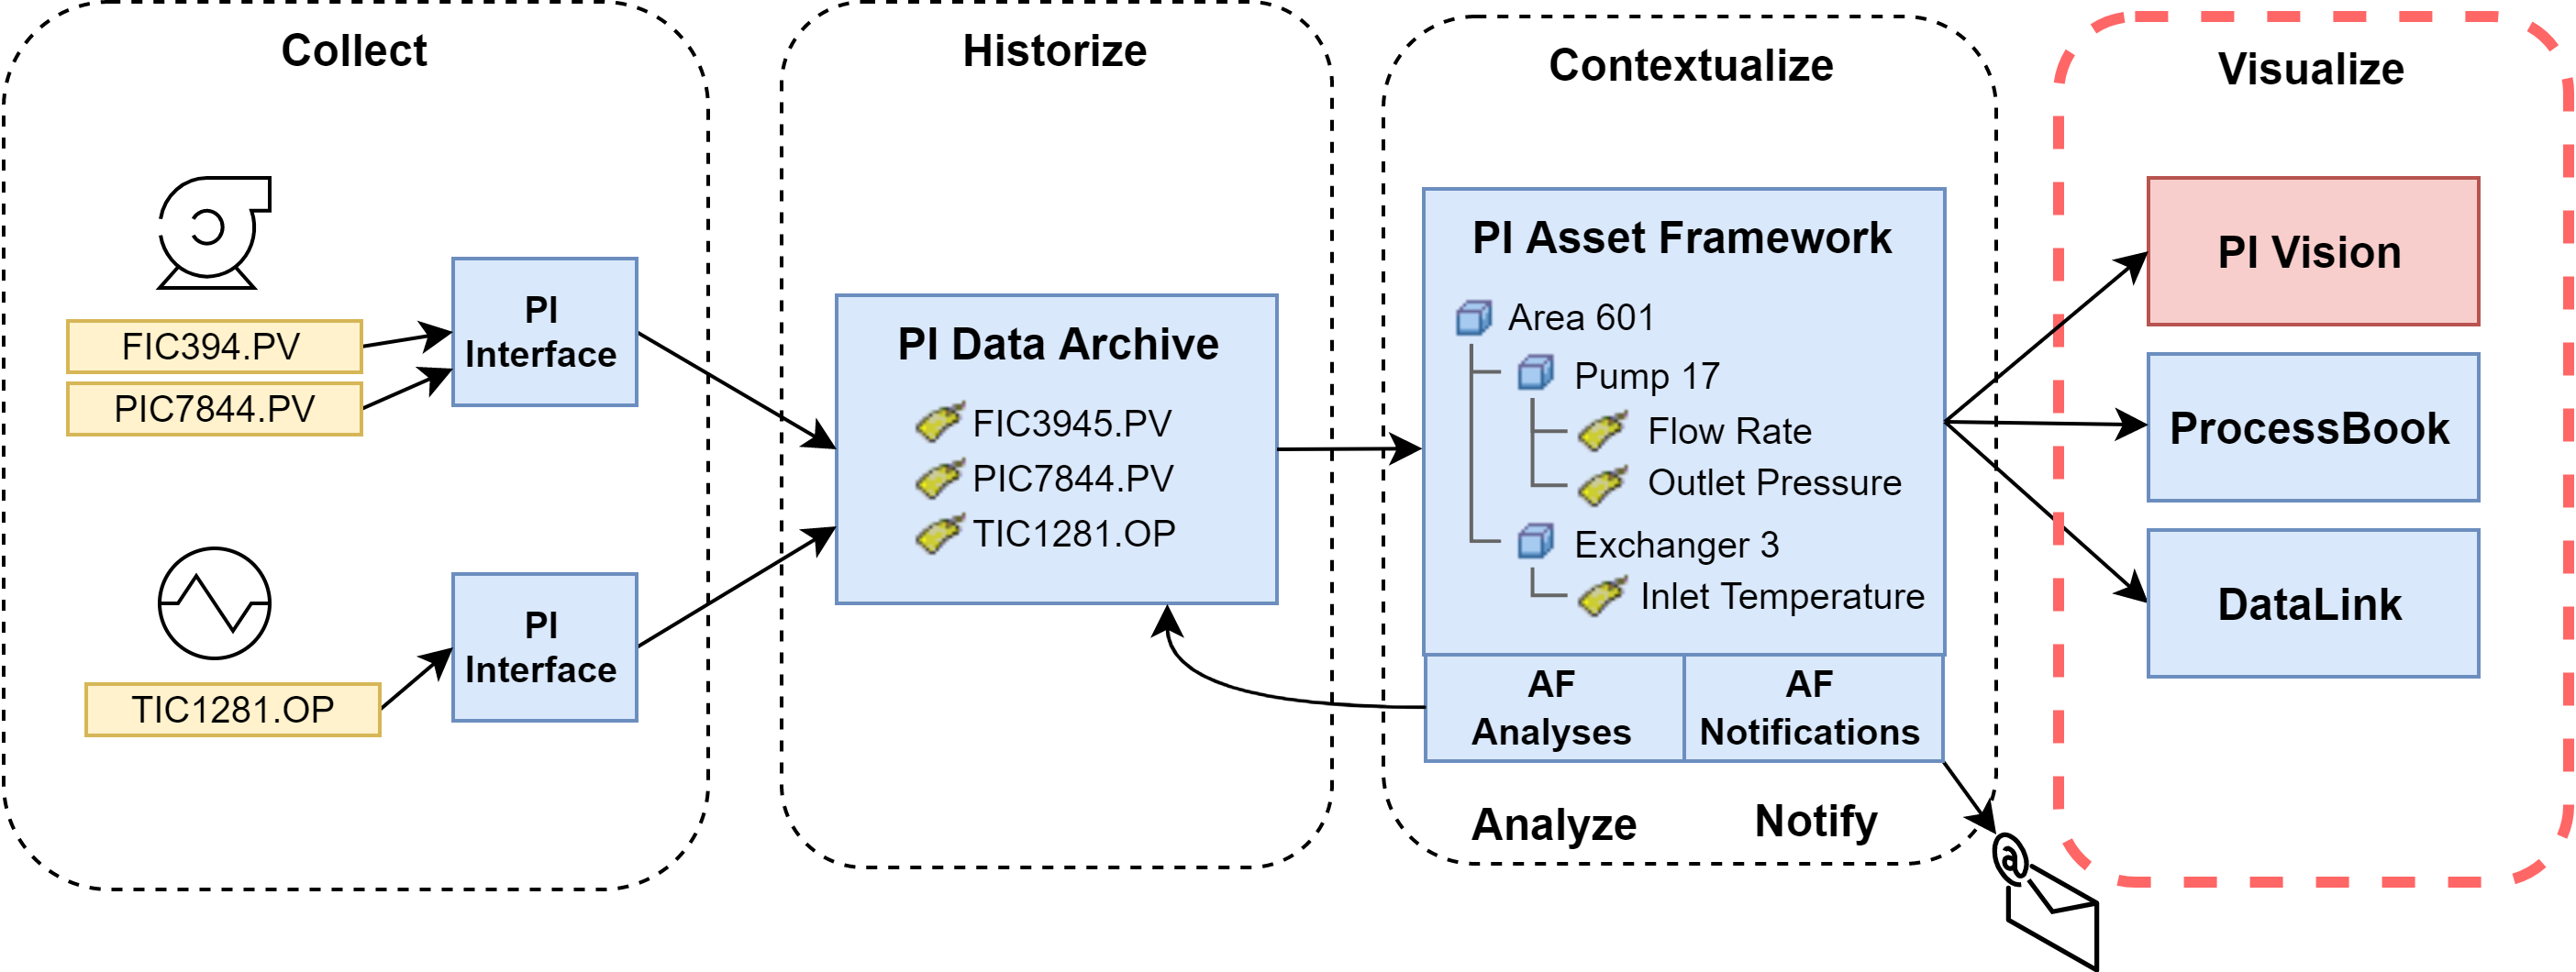 Collect
FIC394.PV
PIC7844.PV
PI
Interface
TIC1281.OP
PI
Interface
Historize
PI Data Archive
FIC3945.PV
PIC7844.PV
TIC1281.OP
Contextualize
PI Asset Framework
Area 601
Pump 17
Flow Rate
Outlet Pressure
Exchanger 3
Inlet Temperature
AF
Analyses
AF
Notifications
Analyze
Notify
@
Visualize
PI Vision
ProcessBook
DataLink